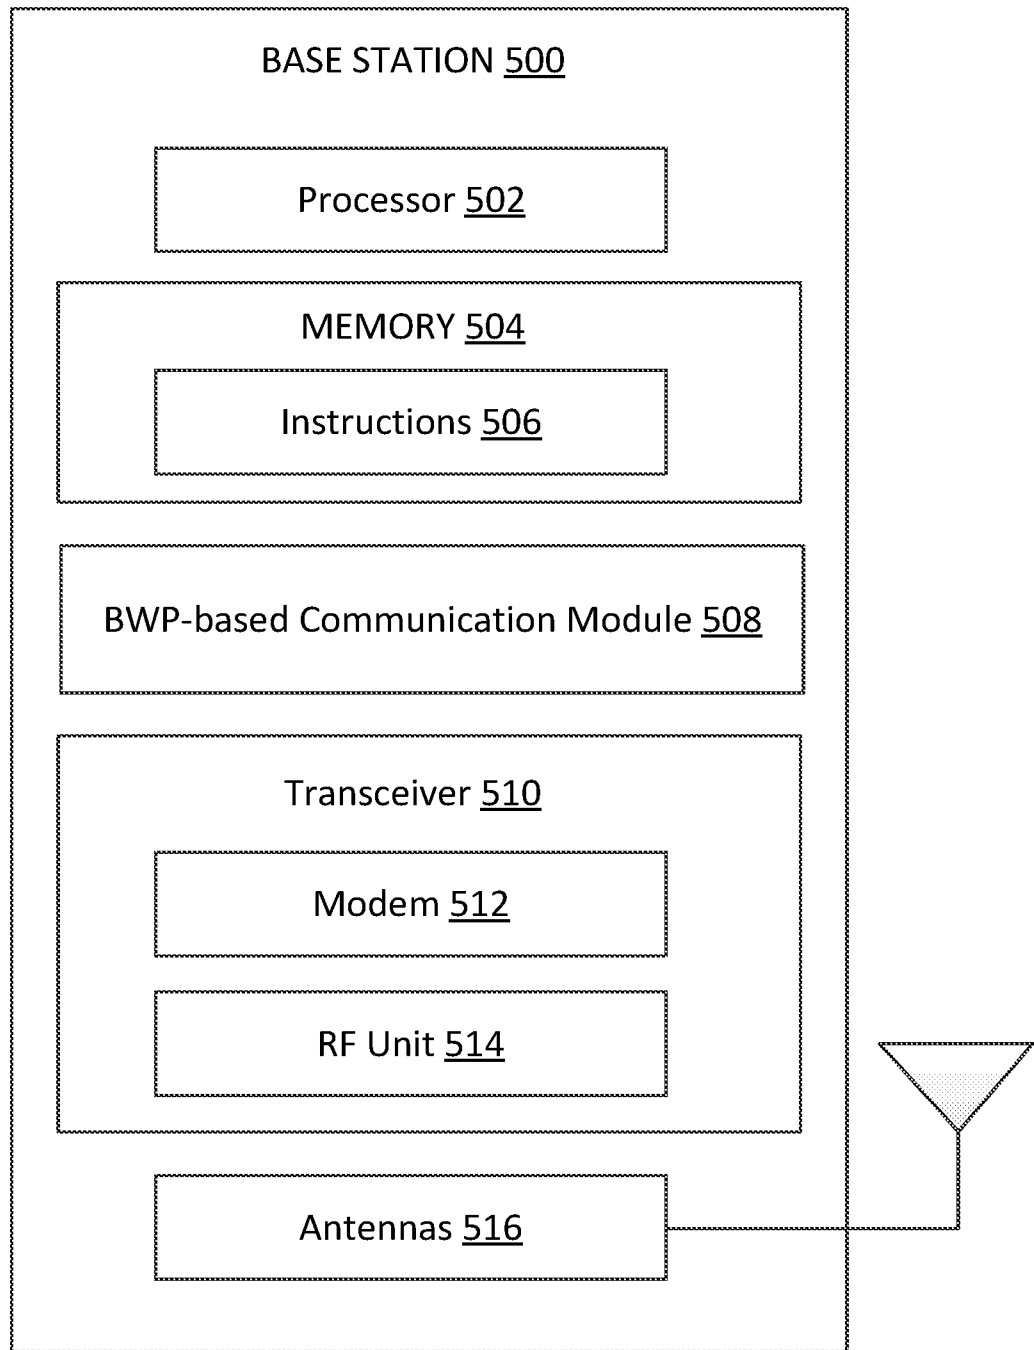 BASE STATION 500
Processor 502
MEMORY 504
Instructions 506
BWP-based Communication Module 508
Transceiver 510
Modem 512
RF Unit 514
Antennas 516